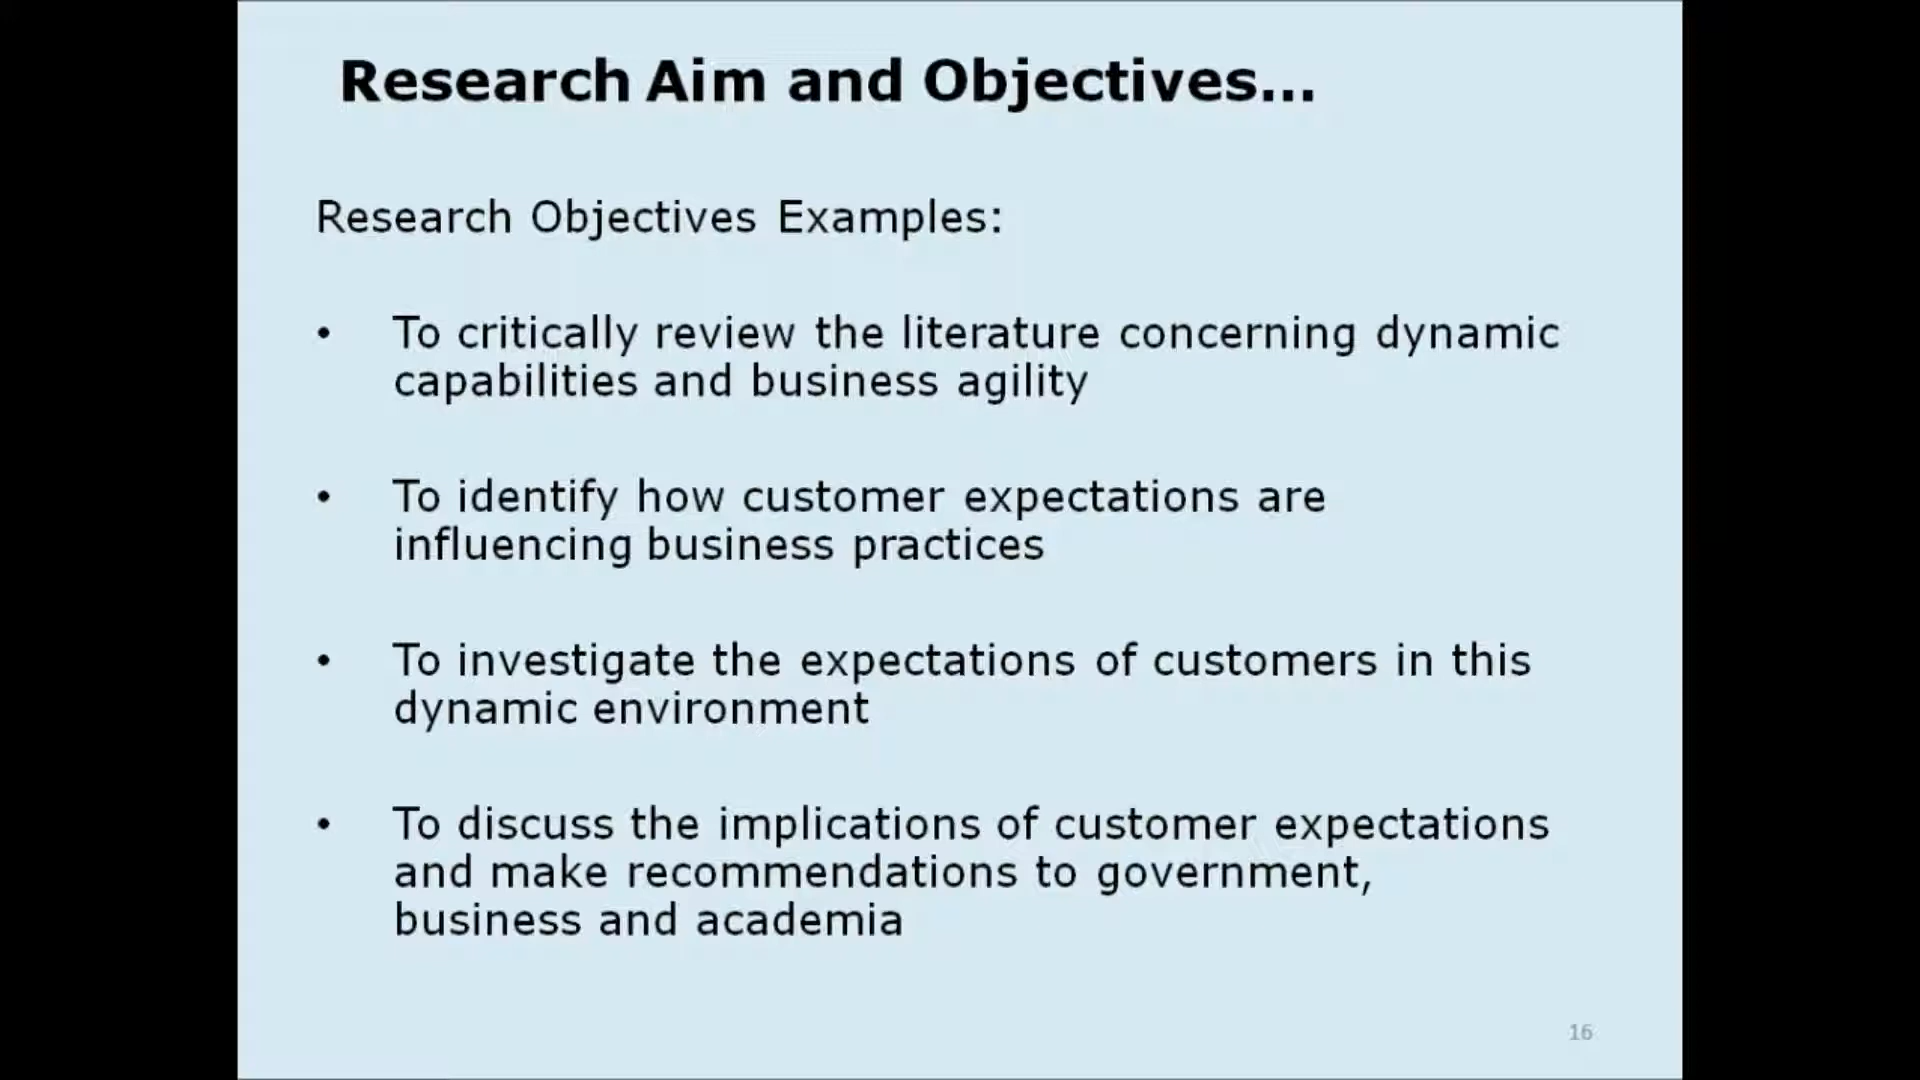 Research Aim and Objectives...
Research Objectives Examples:
• To critically review the literature concerning dynamic
capabilities and business agility
• To identify how customer expectations are
influencing business practices
• To investigate the expectations of customers in this
dynamic environment
• To discuss the implications of customer expectations
and make recommendations to government,
business and academia
16